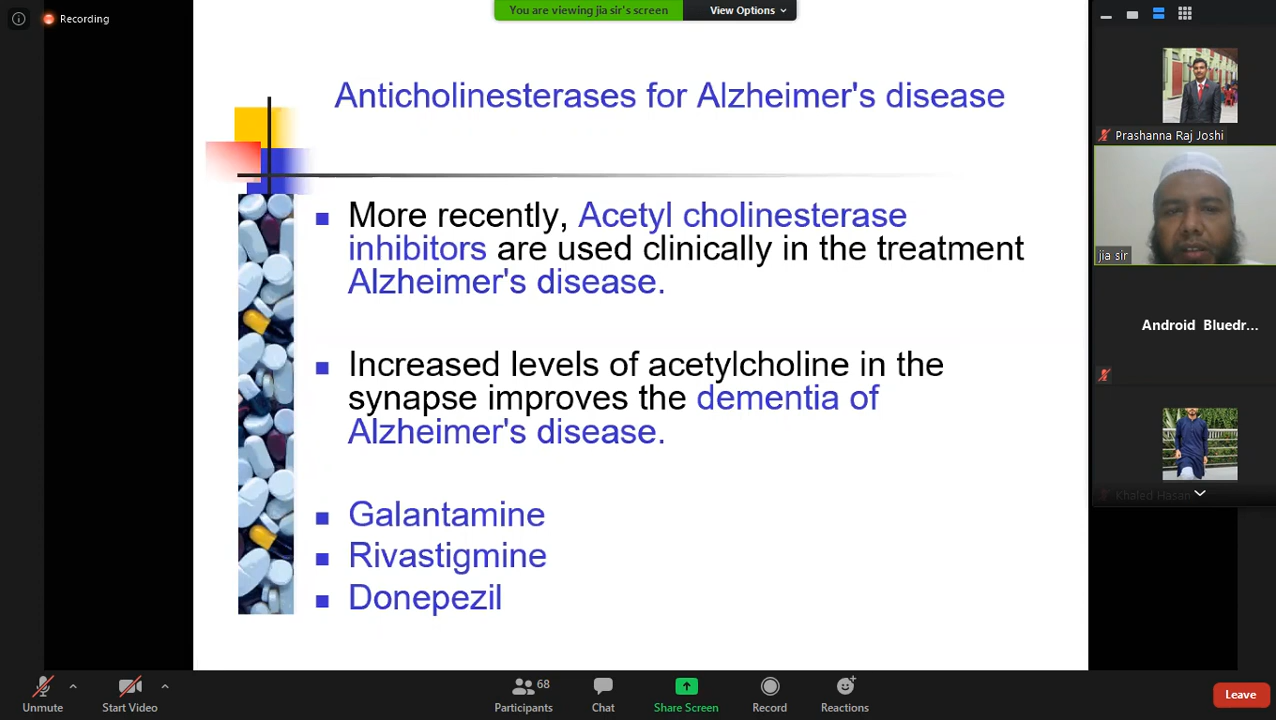 Recording
You are viewing jia sir's screen
View Options
Anticholinesterases for Alzheimer's disease
More recently, Acetyl cholinesterase
inhibitors are used clinically in the treatment
Alzheimer's disease.
Increased levels of acetylcholine in the
synapse improves the dementia of
Alzheimer's disease.
Galantamine
Rivastigmine
Donepezil
Prashanna Raj Joshi
jia sir
Android Bluedr...
Khaled Hasan
Unmute
Start Video
68
Participants
Chat
Share Screen
Record
Reactions
Leave